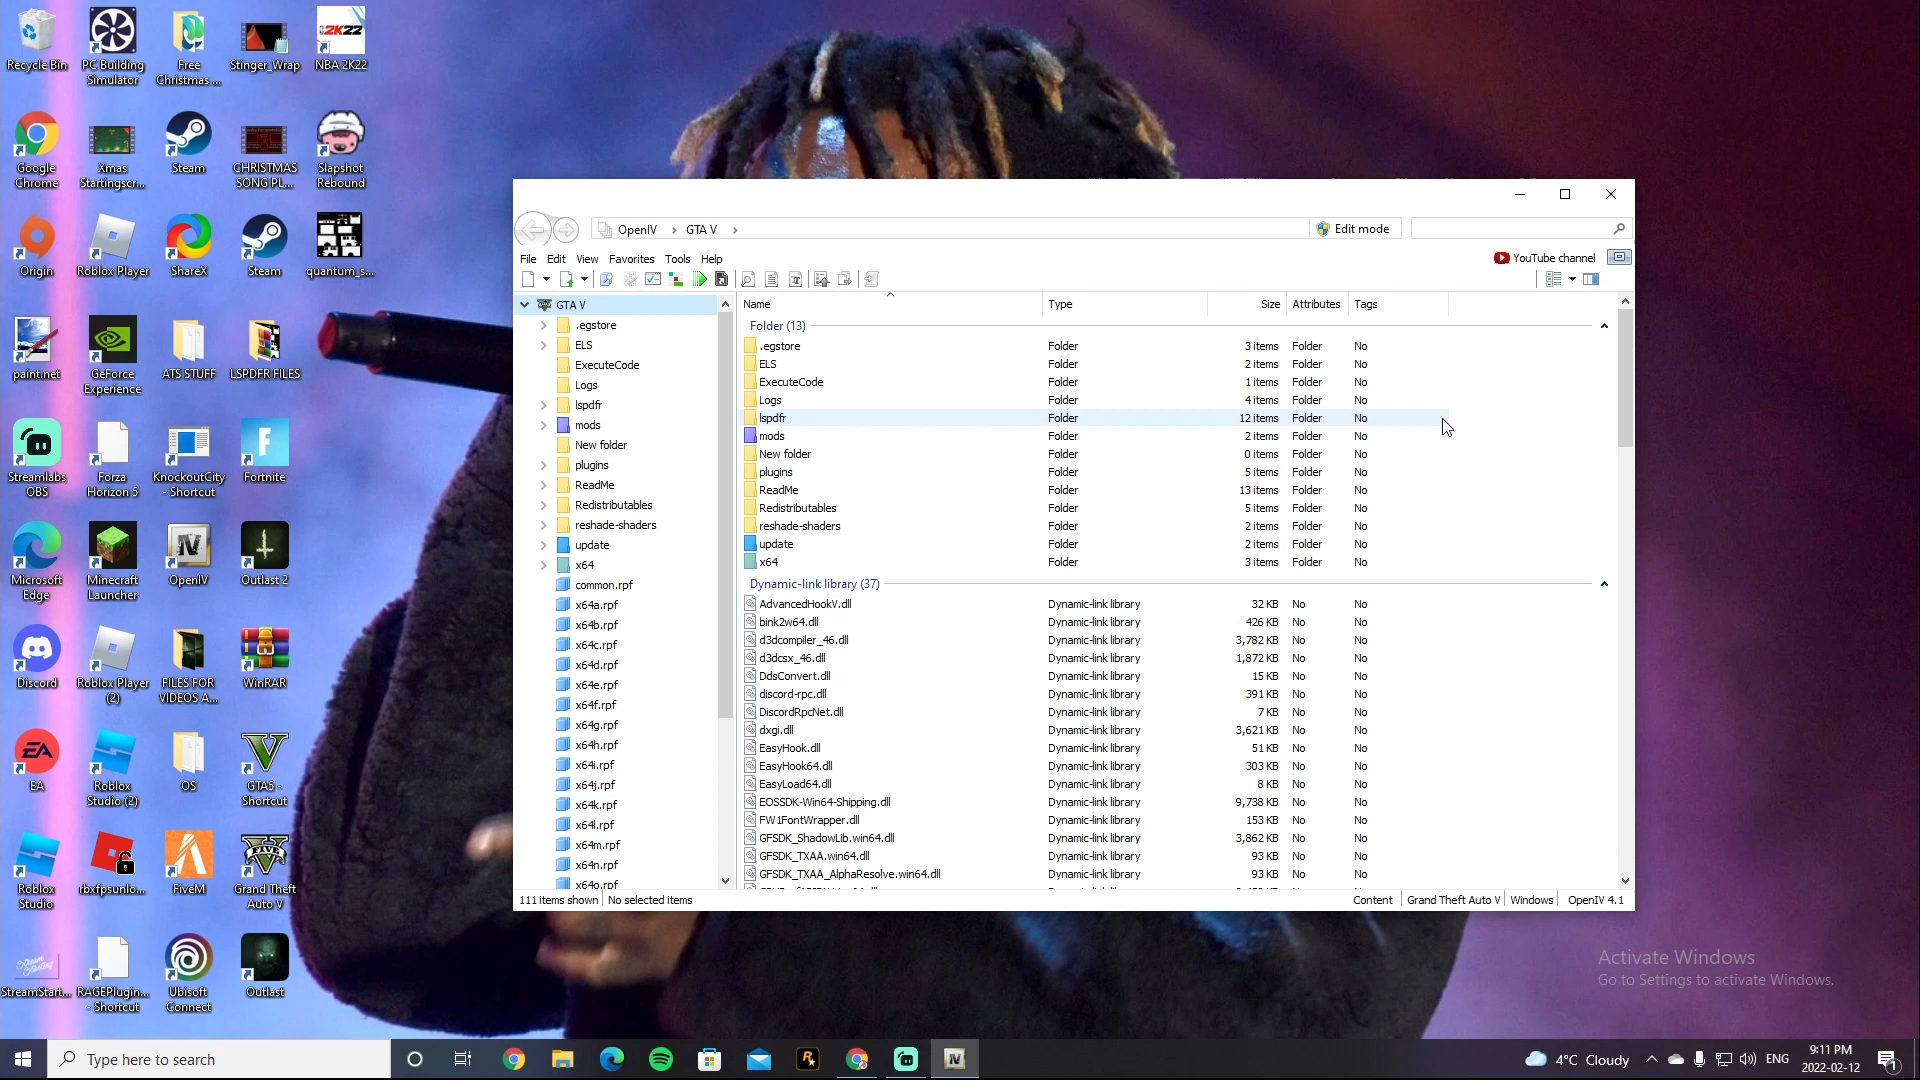 Recycle Bin
PC Building
Simulator
Free
Christmas ...
Stinger_Wrap
NBA 2K22
2K22
Google
Chrome
Xmas
Startingscr...
Steam
CHRISTMAS
SONG PL...
Slapshot
Rebound
Origin
Roblox Player
ShareX
Steam
quantum_s...
paint.net
GeForce
Experience
ATS STUFF
LSPDFR FILES
Streamlabs
OBS
Forza
Horizon 5
KnockoutCity
- Shortcut
Fortnite
Microsoft
Edge
Minecraft
Launcher
OpenIV
Outlast 2
Discord
Roblox Player
(2)
FILES FOR
VIDEOS A...
WinRAR
EA
Roblox
Studio (2)
OS
GTA5 -
Shortcut
Roblox
Studio
rbxfpsunlo...
FiveM
Grand Theft
Auto V
StreamStart...
RAGEPlugin...
- Shortcut
Ubisoft
Connect
Outlast
OpenIV
GTA V
Edit mode
File Edit View Favorites Tools Help
YouTube channel
GTA V
.egstore
ELS
ExecuteCode
Logs
lspdfr
mods
New folder
plugins
ReadMe
Redistributables
reshade-shaders
update
x64
common.rpf
x64a.rpf
x64b.rpf
x64c.rpf
x64d.rpf
x64e.rpf
x64f.rpf
x64g.rpf
x64h.rpf
x64i.rpf
x64j.rpf
x64k.rpf
x64l.rpf
x64m.rpf
x64n.rpf
x64o.rpf
Name Type Size Attributes Tags
Folder (13)
.egstore Folder 3 items Folder No
ELS Folder 2 items Folder No
ExecuteCode Folder 1 items Folder No
Logs Folder 4 items Folder No
lspdfr Folder 12 items Folder No
mods Folder 2 items Folder No
New folder Folder 0 items Folder No
plugins Folder 5 items Folder No
ReadMe Folder 13 items Folder No
Redistributables Folder 5 items Folder No
reshade-shaders Folder 2 items Folder No
update Folder 2 items Folder No
x64 Folder 3 items Folder No
Dynamic-link library (37)
AdvancedHookV.dll Dynamic-link library 32 KB No No
bink2w64.dll Dynamic-link library 426 KB No No
d3dcompiler_46.dll Dynamic-link library 3,782 KB No No
d3dcsx_46.dll Dynamic-link library 1,872 KB No No
DdsConvert.dll Dynamic-link library 15 KB No No
discord-rpc.dll Dynamic-link library 391 KB No No
DiscordRpcNet.dll Dynamic-link library 7 KB No No
dxgi.dll Dynamic-link library 3,621 KB No No
EasyHook.dll Dynamic-link library 51 KB No No
EasyHook64.dll Dynamic-link library 303 KB No No
EasyLoad64.dll Dynamic-link library 8 KB No No
EOSSDK-Win64-Shipping.dll Dynamic-link library 9,738 KB No No
FW1FontWrapper.dll Dynamic-link library 153 KB No No
GFSDK_ShadowLib.win64.dll Dynamic-link library 3,862 KB No No
GFSDK_TXAA.win64.dll Dynamic-link library 93 KB No No
GFSDK_TXAA_AlphaResolve.win64.dll Dynamic-link library 93 KB No No
111 items shown No selected items
Content Grand Theft Auto V Windows OpenIV 4.1
Activate Windows
Go to Settings to activate Windows.
Type here to search
4°C Cloudy
ENG
9:11 PM
2022-02-12
1